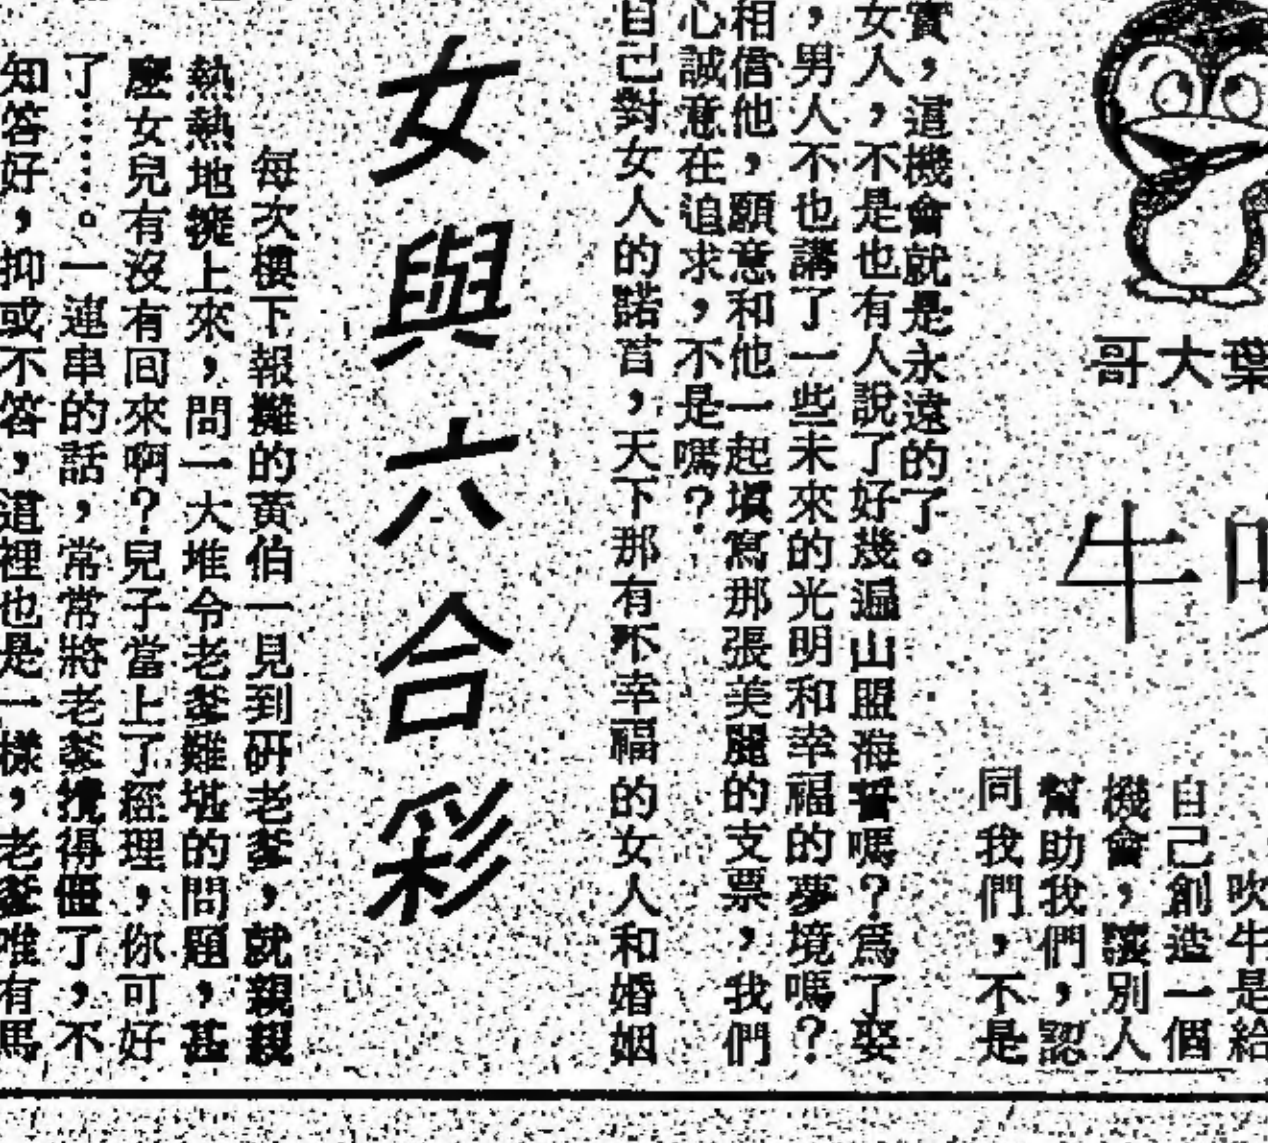 葉大哥
吹牛
吹牛是給
自己創造一個
機會，讓別人
幫助我們，認
同我們，不是
實，這機會就是永遠的了。
女人，不是也有人說了好幾遍山盟海誓嗎？爲了娶
，男人不也講了一些未來的光明和幸福的夢境嗎？
相信他，願意和他一起填寫那張美麗的支票，我們
心誠意在追求，不是嗎？
自己對女人的諾言，天下那有不幸福的女人和婚姻
女與六合彩
每次樓下報攤的黃伯一見到研老爹，就親親
熱熱地擁上來，問一大堆令老爹難堪的問題，甚
麼女兒有沒有回來啊？兒子當上了經理，你可好
了……。一連串的話，常常將老爹攪得優了，不
知答好，抑或不答，這裡也是一樣，老爹唯有馬